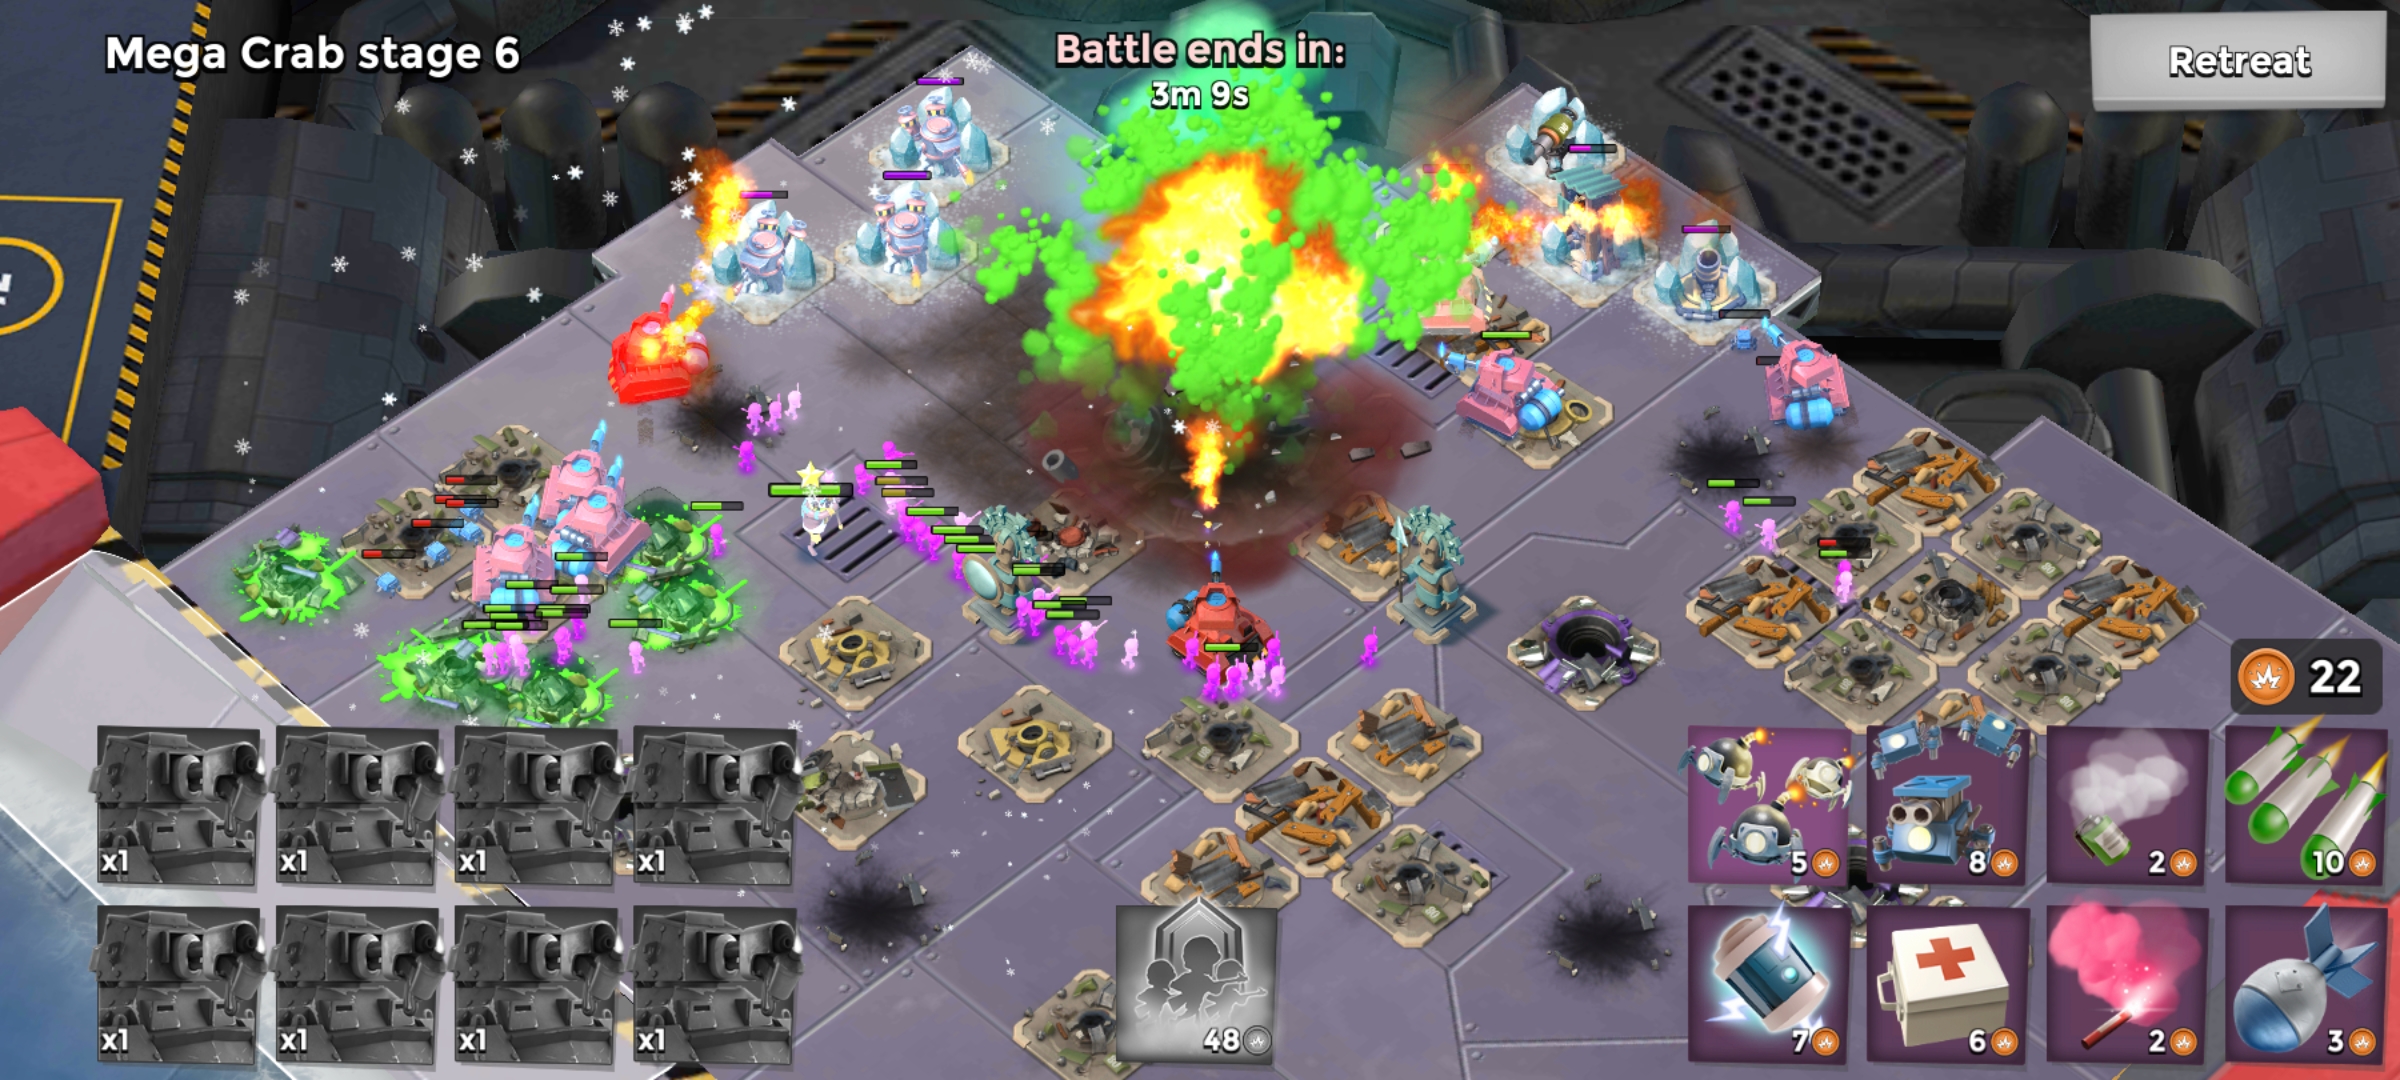 Mega Crab stage 6
Battle ends in:
3m 9s
Retreat
22
x1
x1
x1
x1
5
8
2
10
x1
x1
x1
x1
48
7
6
2
3